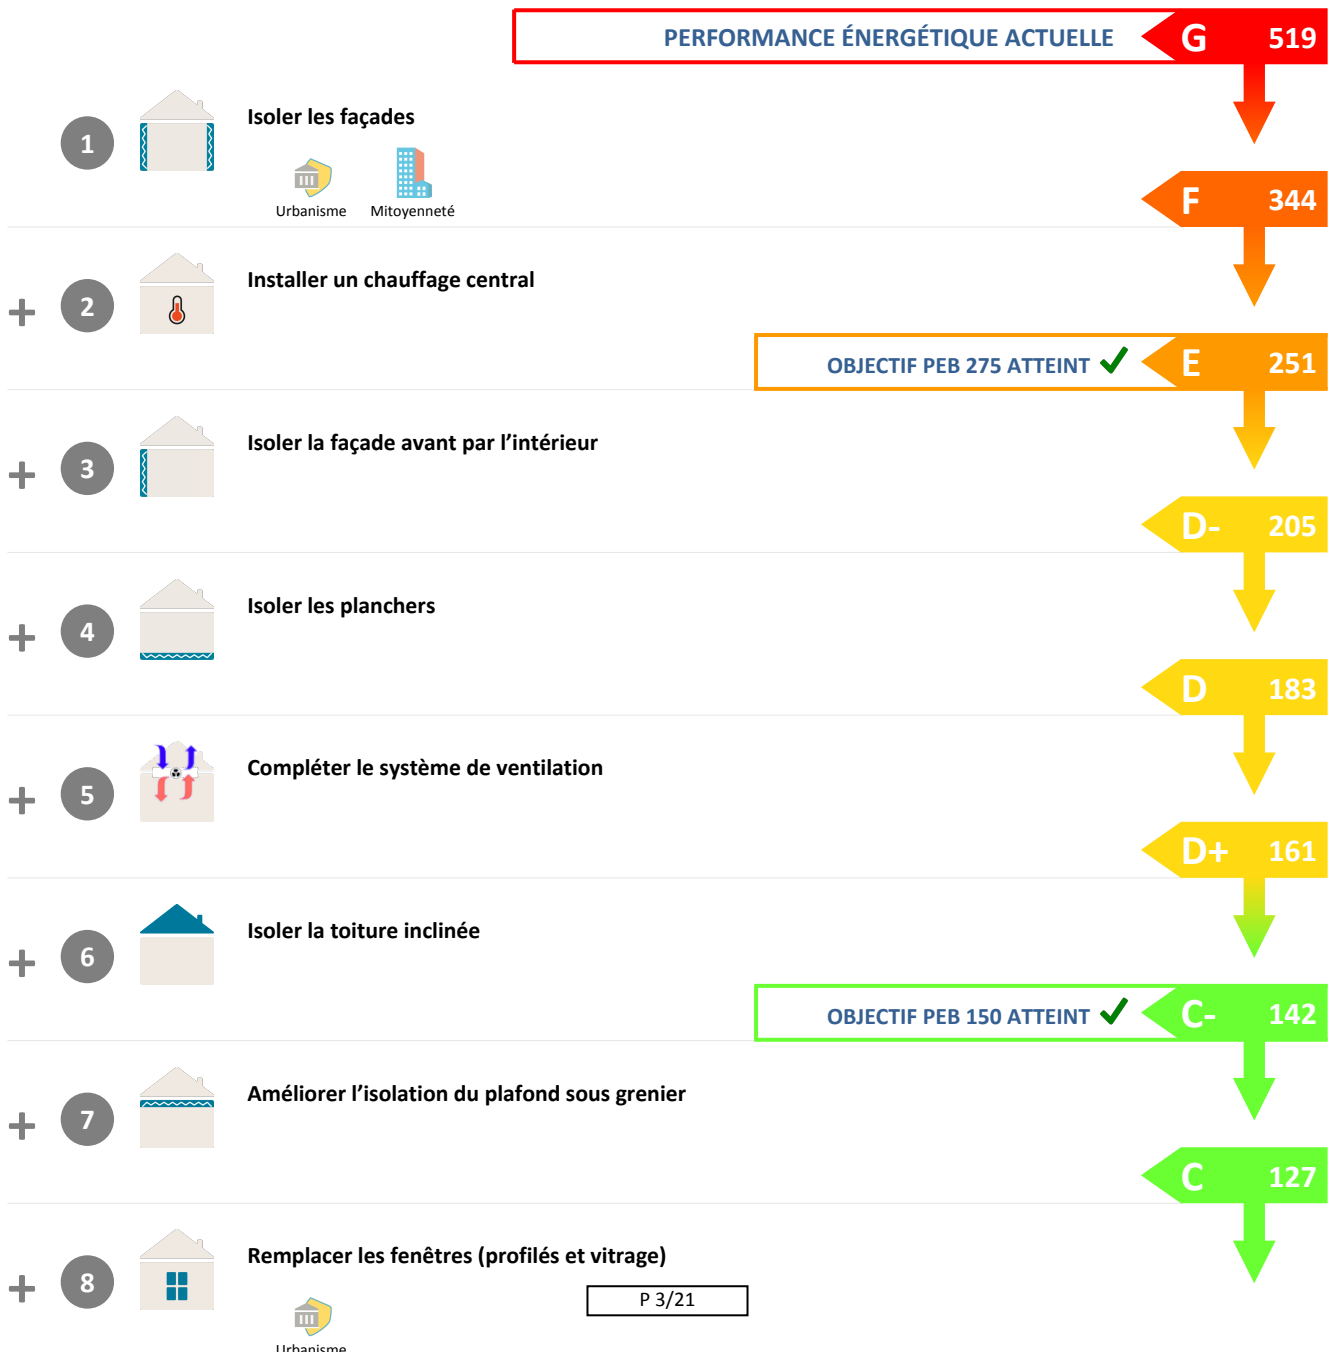 PERFORMANCE ÉNERGÉTIQUE ACTUELLE G 519
1 Isoler les façades
Urbanisme Mitoyenneté
F 344
+ 2 Installer un chauffage central
OBJECTIF PEB 275 ATTEINT E 251
+ 3 Isoler la façade avant par l’intérieur
D- 205
+ 4 Isoler les planchers
D 183
+ 5 Compléter le système de ventilation
D+ 161
+ 6 Isoler la toiture inclinée
OBJECTIF PEB 150 ATTEINT C- 142
+ 7 Améliorer l’isolation du plafond sous grenier
C 127
+ 8 Remplacer les fenêtres (profilés et vitrage)
P 3/21
Urbanisme